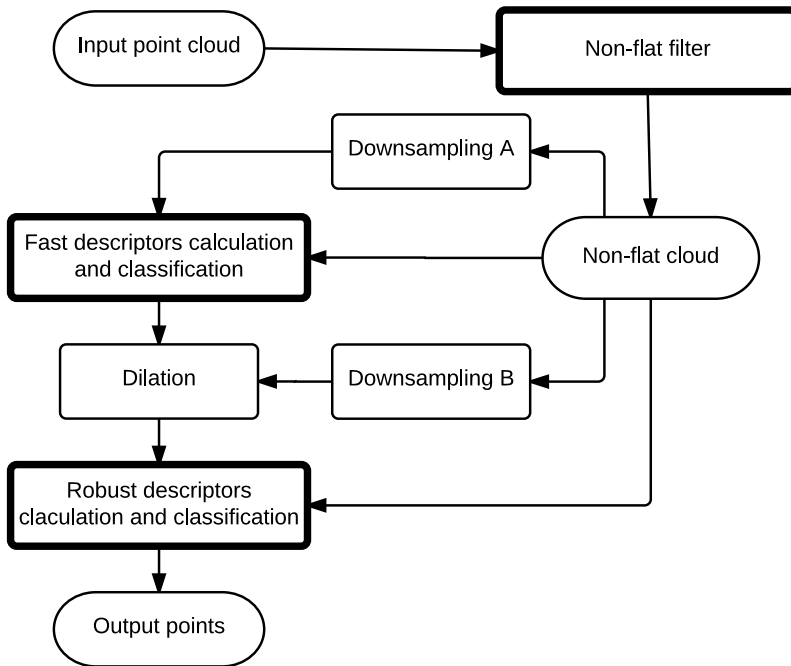 Input point cloud
Non-flat filter
Downsampling A
Fast descriptors calculation
and classification
Non-flat cloud
Dilation
Downsampling B
Robust descriptors
claculation and classification
Output points